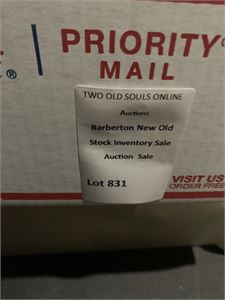 PRIORITY
L
®
MAIL
TWO OLD SOULS ONLINE
Auctions
Barberton New Old
Stock Inventory Sale
Auction Sale
Lot 831
VISIT US
ORDER FREE